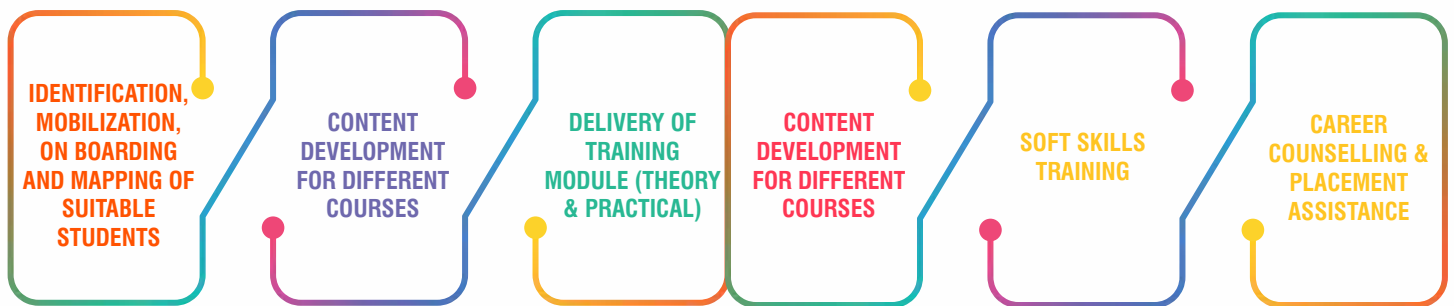 IDENTIFICATION,
MOBILIZATION,
ON BOARDING
AND MAPPING OF
SUITABLE
STUDENTS
CONTENT
DEVELOPMENT
FOR DIFFERENT
COURSES
DELIVERY OF
TRAINING
MODULE (THEORY
& PRACTICAL)
CONTENT
DEVELOPMENT
FOR DIFFERENT
COURSES
SOFT SKILLS
TRAINING
CAREER
COUNSELLING &
PLACEMENT
ASSISTANCE